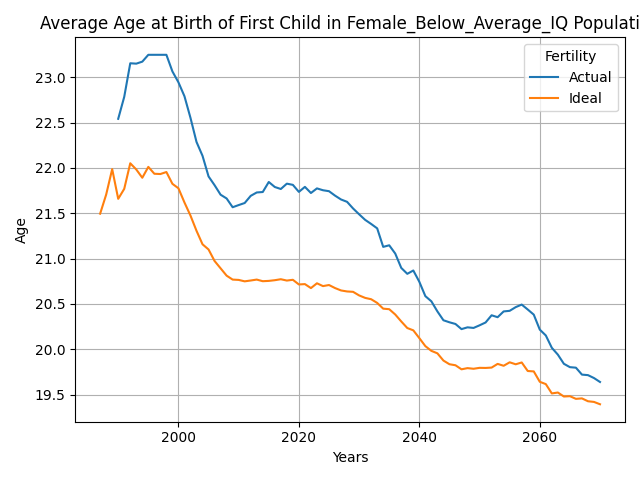 Average Age at Birth of First Child in Female_Below_Average_IQ Populati
Fertility
Actual
Ideal
23.0
22.5
22.0
21.5
21.0
20.5
20.0
19.5
Age
2000
2020
2040
2060
Years